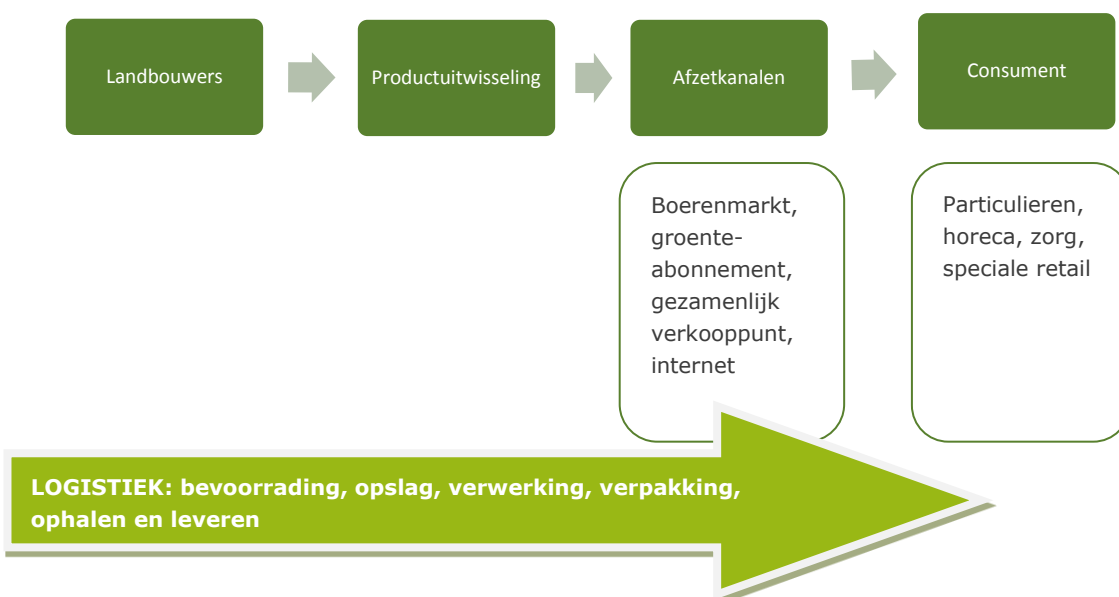 Landbouwers
Productuitwisseling
Afzetkanalen
Consument
Boerenmarkt,
groente-
abonnement,
gezamenlijk
verkooppunt,
internet
Particulieren,
horeca, zorg,
speciale retail
LOGISTIEK: bevoorrading, opslag, verwerking, verpakking,
ophalen en leveren